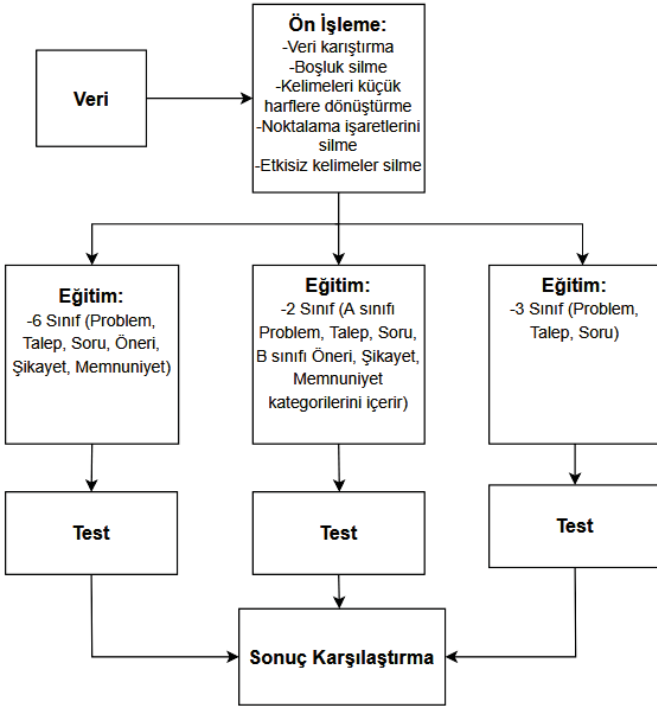 Veri
Ön İşleme:
-Veri karıştırma
-Boşluk silme
-Kelimeleri küçük
harflere dönüştürme
-Noktalama işaretlerini
silme
-Etkisiz kelimeler silme
Eğitim:
-6 Sınıf (Problem,
Talep, Soru, Öneri,
Şikayet, Memnuniyet)
Eğitim:
-2 Sınıf (A sınıfı
Problem, Talep, Soru,
B sınıfı Öneri, Şikayet,
Memnuniyet
kategorilerini içerir)
Eğitim:
-3 Sınıf (Problem,
Talep, Soru)
Test
Test
Test
Sonuç Karşılaştırma